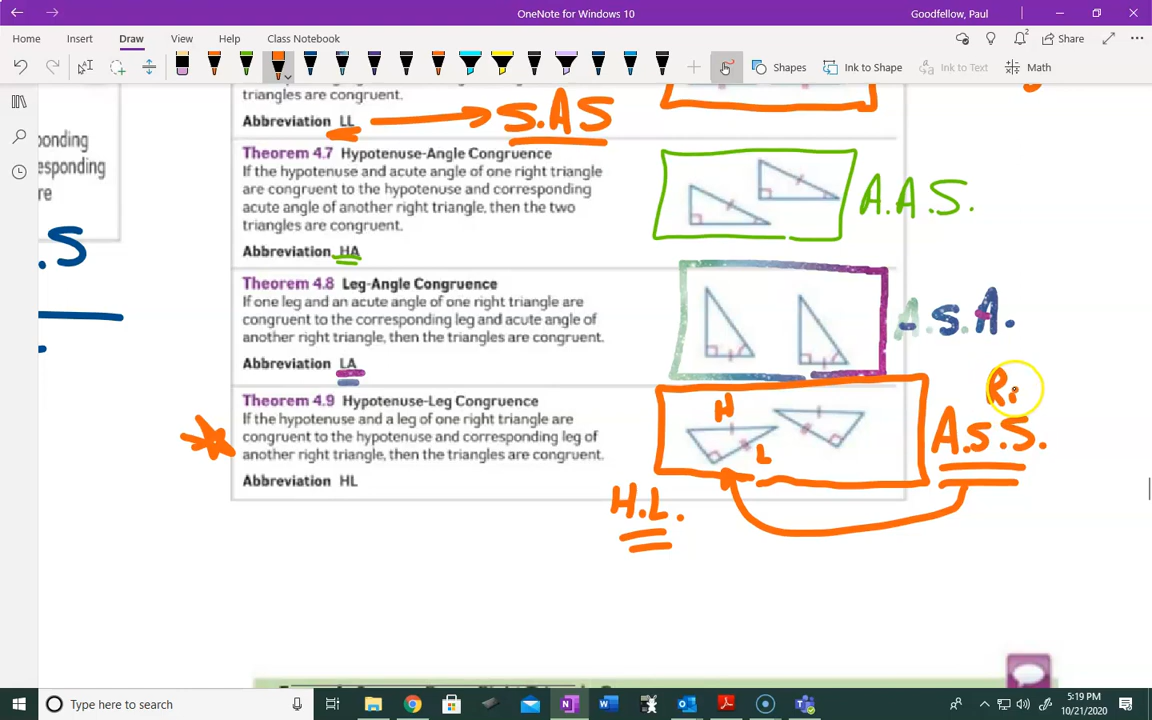 OneNote for Windows 10
Goodfellow, Paul
Home Insert Draw View Help Class Notebook
Share
Shapes
Ink to Shape
Ink to Text
Math
triangles are congruent.
Abbreviation LL
S.AS
onding
esponding
re
.S
Theorem 4.7 Hypotenuse-Angle Congruence
If the hypotenuse and acute angle of one right triangle
are congruent to the hypotenuse and corresponding
acute angle of another right triangle, then the two
triangles are congruent.
Abbreviation HA
A.A.S.
Theorem 4.8 Leg-Angle Congruence
If one leg and an acute angle of one right triangle are
congruent to the corresponding leg and acute angle of
another right triangle, then the triangles are congruent.
Abbreviation LA
A.S.A.
Theorem 4.9 Hypotenuse-Leg Congruence
If the hypotenuse and a leg of one right triangle are
congruent to the hypotenuse and corresponding leg of
another right triangle, then the triangles are congruent.
Abbreviation HL
H
L
Ri
A.S.S.
H.L.
Type here to search
5:19 PM
10/21/2020